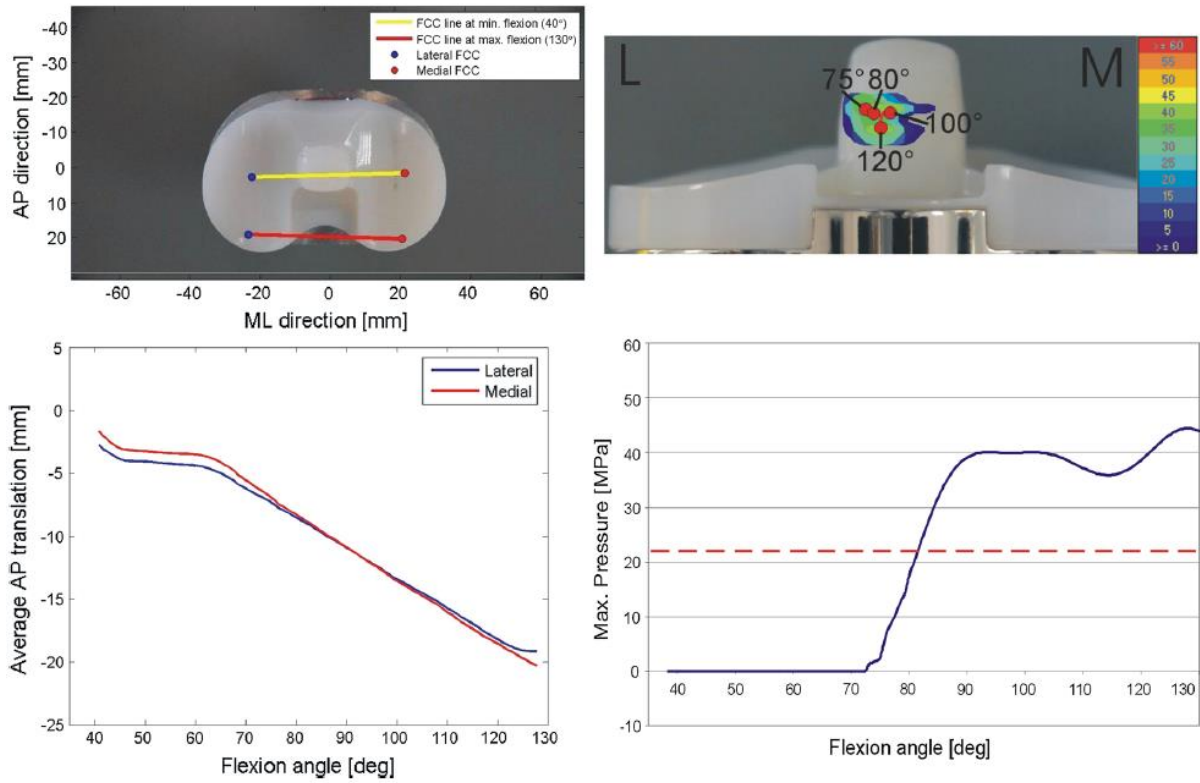 FCC line at min. flexion (40°)
FCC line at max. flexion (130°)
Lateral FCC
Medial FCC
AP direction [mm]
-40
-30
-20
-10
0
10
20
-60 -40 -20 0 20 40 60
ML direction [mm]
L M
75° 80°
100°
120°
>= 60
55
50
45
40
35
30
25
20
15
10
5
>= 0
Average AP translation [mm]
5
0
-5
-10
-15
-20
-25
40 50 60 70 80 90 100 110 120 130
Flexion angle [deg]
Lateral
Medial
Max. Pressure [MPa]
60
50
40
30
20
10
0
-10
40 50 60 70 80 90 100 110 120 130
Flexion angle [deg]